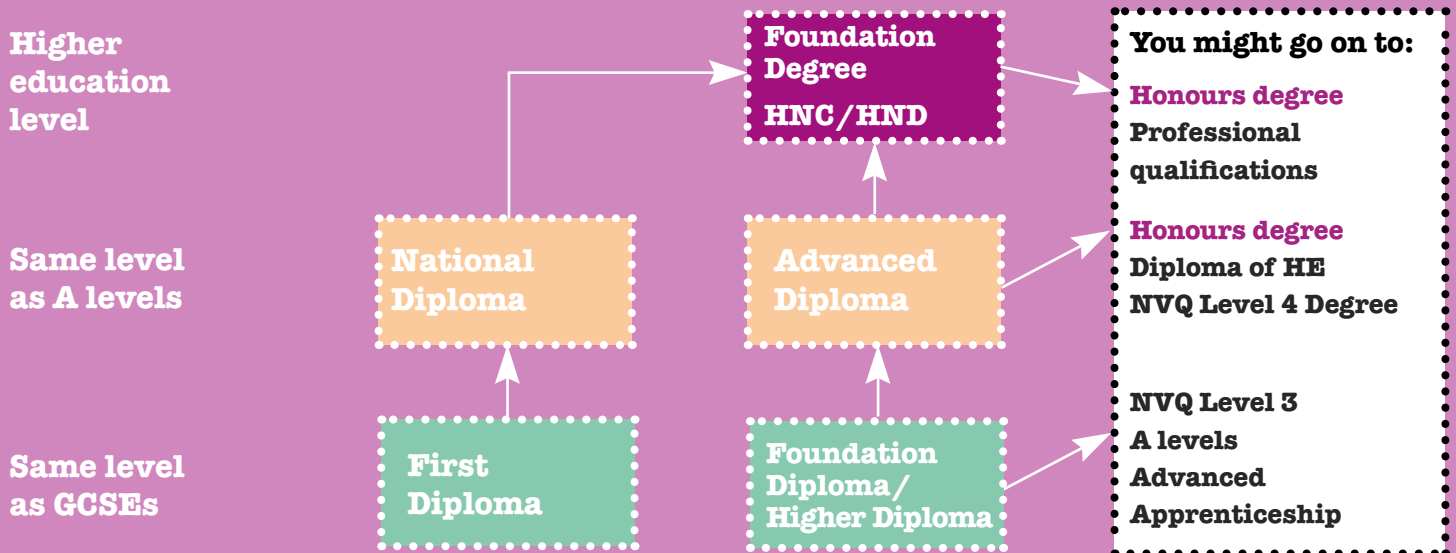 Higher
education
level
Foundation
Degree
HNC/HND
You might go on to:
Honours degree
Professional
qualifications
Same level
as A levels
National
Diploma
Advanced
Diploma
Honours degree
Diploma of HE
NVQ Level 4 Degree
Same level
as GCSEs
First
Diploma
Foundation
Diploma/
Higher Diploma
NVQ Level 3
A levels
Advanced
Apprenticeship